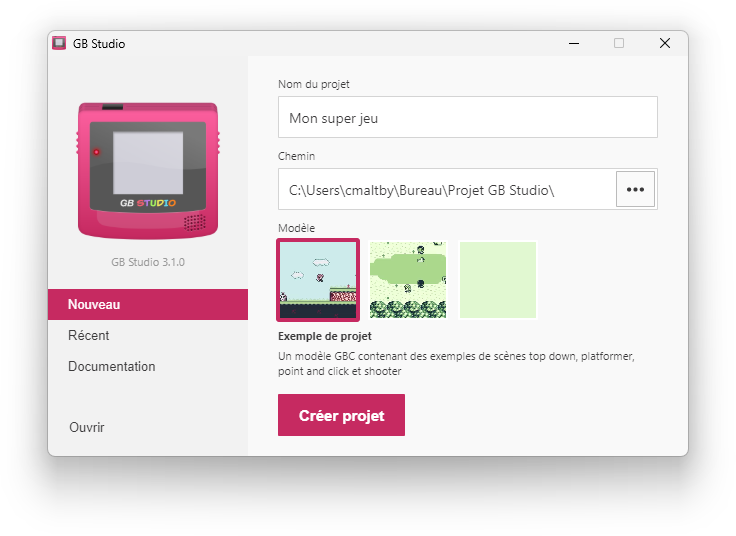 GB Studio
GB STUDIO
GB Studio 3.1.0
Nouveau
Récent
Documentation
Ouvrir
Nom du projet
Mon super jeu
Chemin
C:\Users\cmaltby\Bureau\Projet GB Studio\
Modèle
Exemple de projet
Un modèle GBC contenant des exemples de scènes top down, platformer,
point and click et shooter
Créer projet